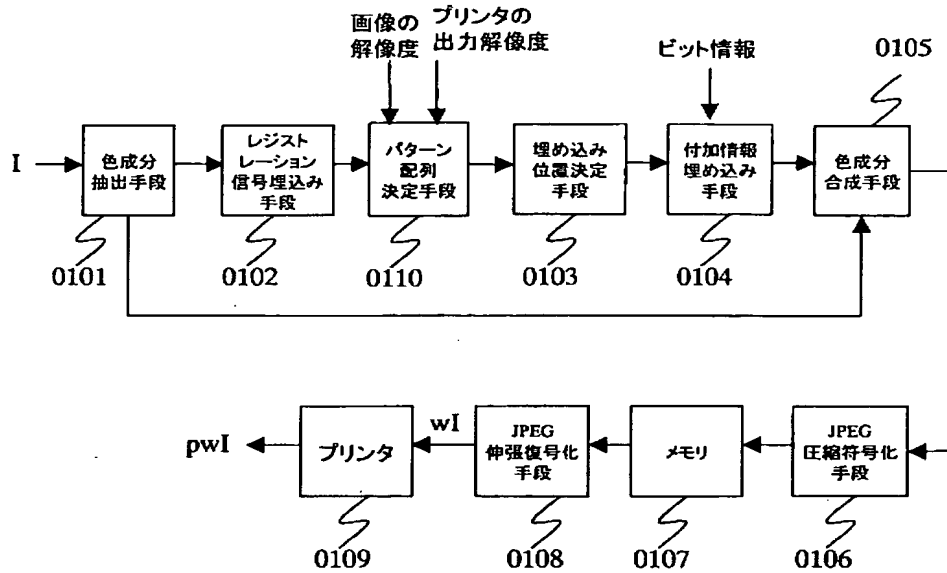 画像の
解像度
プリンタの
出力解像度
ビット情報
0105
I
色成分
抽出手段
レジスト
レーション
信号埋込み
手段
パターン
配列
決定手段
埋め込み
位置決定
手段
付加情報
埋め込み
手段
色成分
合成手段
0101
0102
0110
0103
0104
pwI
プリンタ
wI
JPEG
伸張復号化
手段
メモリ
JPEG
圧縮符号化
手段
0109
0108
0107
0106